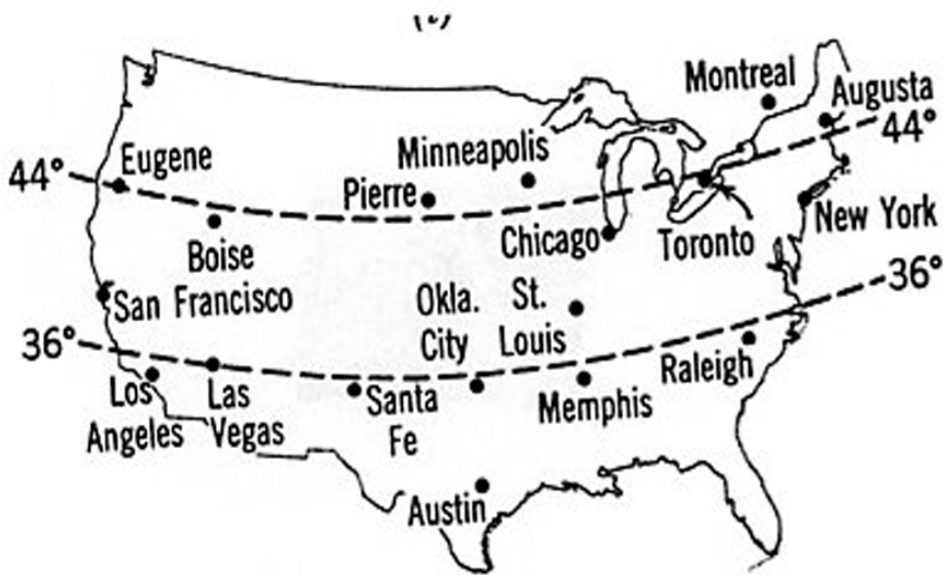 Montreal
Augusta
44°
Minneapolis
Eugene
44°
Pierre
New York
Chicago
Toronto
Boise
San Francisco
Okla.
City
St.
Louis
36°
36°
Raleigh
Los
Angeles
Las
Vegas
Santa
Fe
Memphis
Austin